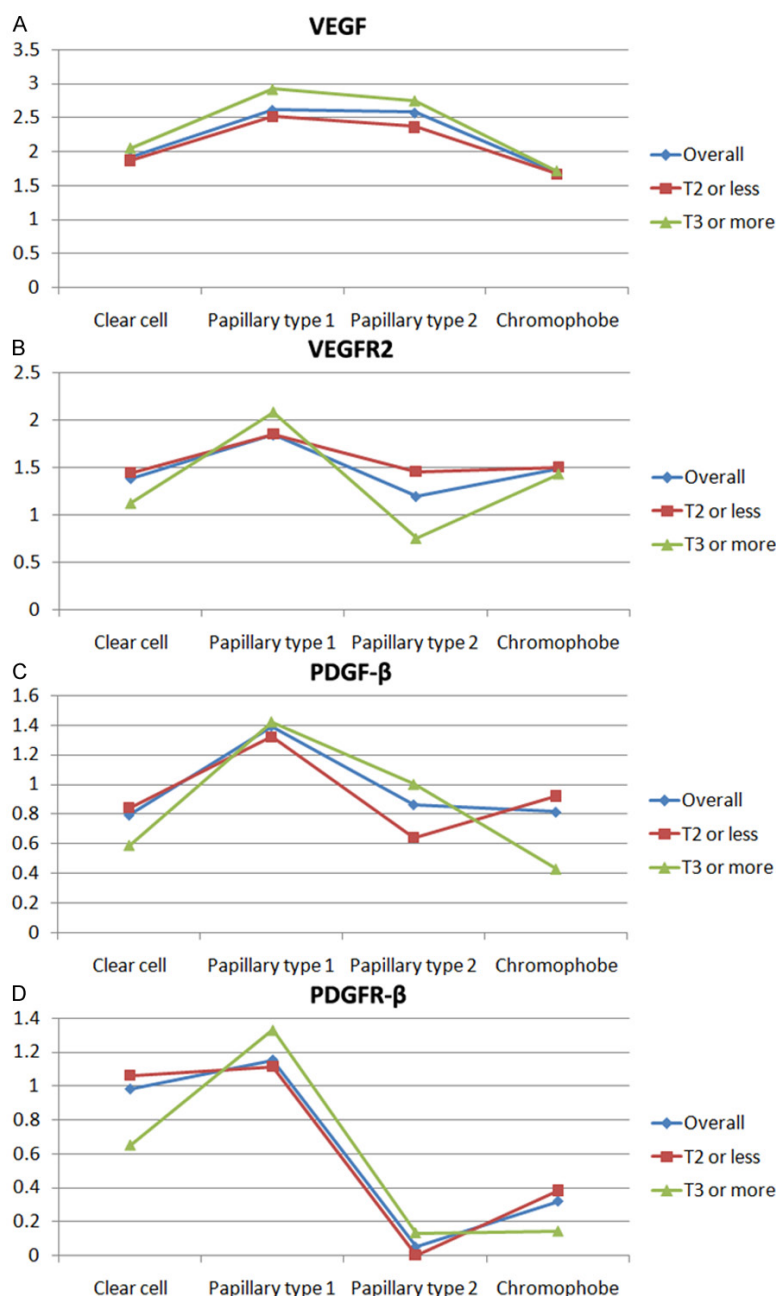 A
VEGF
3.5
3
2.5
2
1.5
1
0.5
0
Clear cell Papillary type 1 Papillary type 2 Chromophobe
Overall
T2 or less
T3 or more
B
VEGFR2
2.5
2
1.5
1
0.5
0
Clear cell Papillary type 1 Papillary type 2 Chromophobe
Overall
T2 or less
T3 or more
C
PDGF-β
1.6
1.4
1.2
1
0.8
0.6
0.4
0.2
0
Clear cell Papillary type 1 Papillary type 2 Chromophobe
Overall
T2 or less
T3 or more
D
PDGFR-β
1.4
1.2
1
0.8
0.6
0.4
0.2
0
Clear cell Papillary type 1 Papillary type 2 Chromophobe
Overall
T2 or less
T3 or more